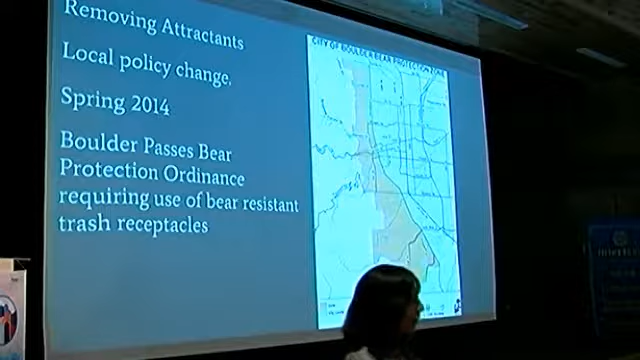 Removing Attractants
Local policy change,
Spring 2014
Boulder Passes Bear
Protection Ordinance
requiring use of bear resistant
trash receptacles
CITY OF BOULDER BEAR PROTECTION ZONE